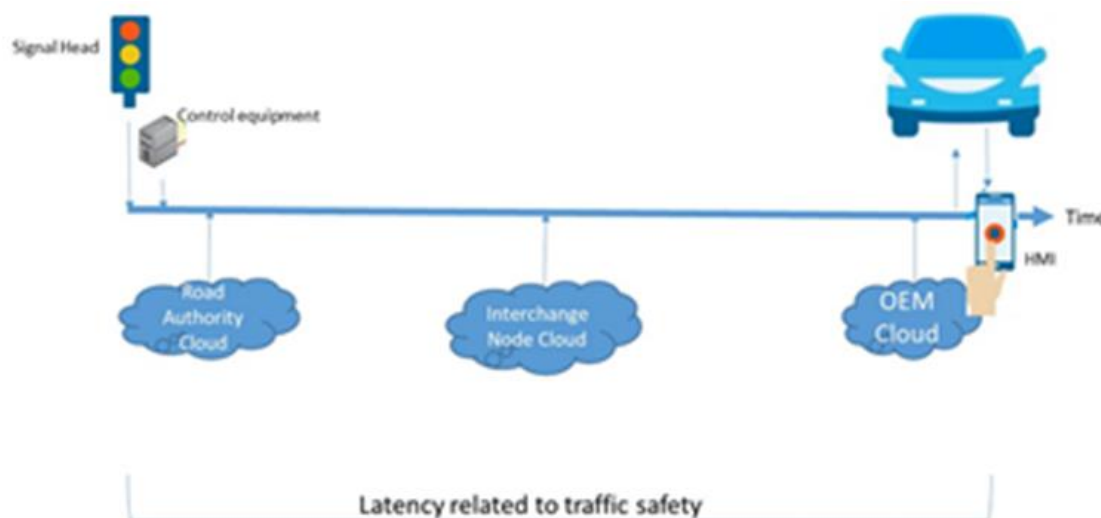 Signal Head
Control equipment
Time
HMI
Road
Authority
Cloud
Interchange
Node Cloud
OEM
Cloud
Latency related to traffic safety